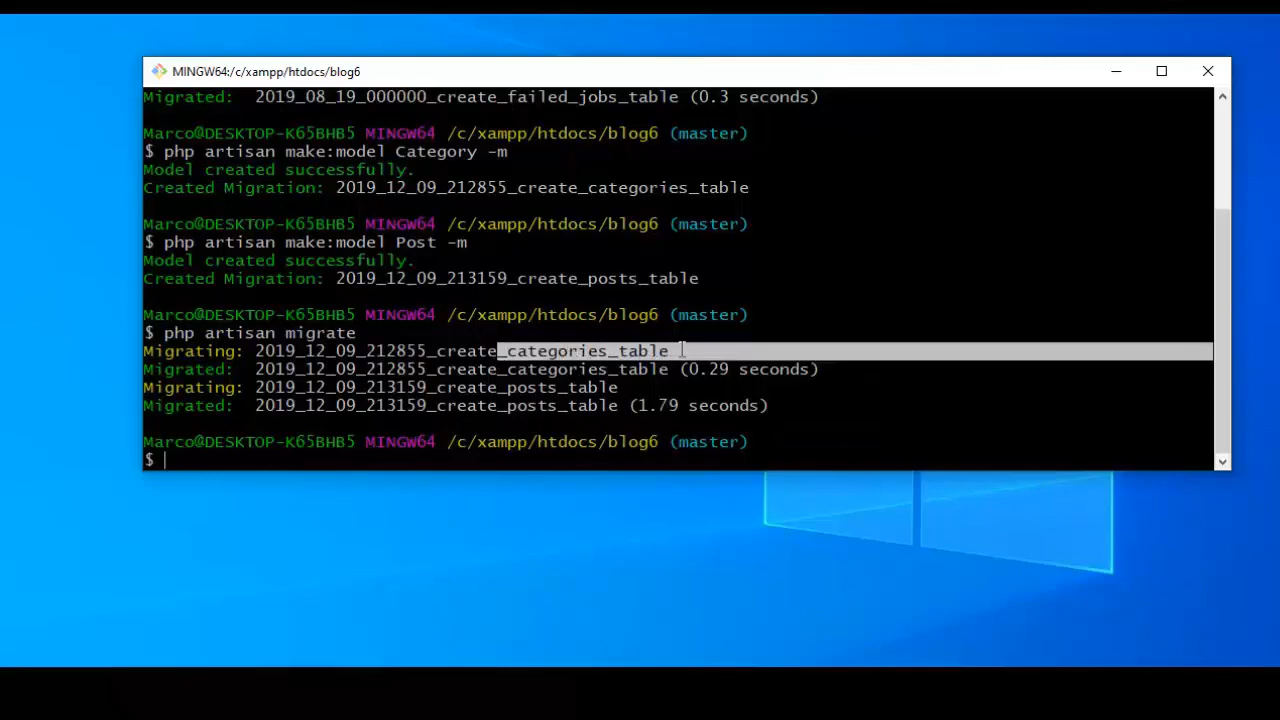 MINGW64:/c/xampp/htdocs/blog6
Migrated:  2019_08_19_000000_create_failed_jobs_table (0.3 seconds)
Marco@DESKTOP-K65BHB5 MINGW64 /c/xampp/htdocs/blog6 (master)
$ php artisan make:model Category -m
Model created successfully.
Created Migration: 2019_12_09_212855_create_categories_table
Marco@DESKTOP-K65BHB5 MINGW64 /c/xampp/htdocs/blog6 (master)
$ php artisan make:model Post -m
Model created successfully.
Created Migration: 2019_12_09_213159_create_posts_table
Marco@DESKTOP-K65BHB5 MINGW64 /c/xampp/htdocs/blog6 (master)
$ php artisan migrate
Migrating: 2019_12_09_212855_create_categories_table
Migrated:  2019_12_09_212855_create_categories_table (0.29 seconds)
Migrating: 2019_12_09_213159_create_posts_table
Migrated:  2019_12_09_213159_create_posts_table (1.79 seconds)
Marco@DESKTOP-K65BHB5 MINGW64 /c/xampp/htdocs/blog6 (master)
$